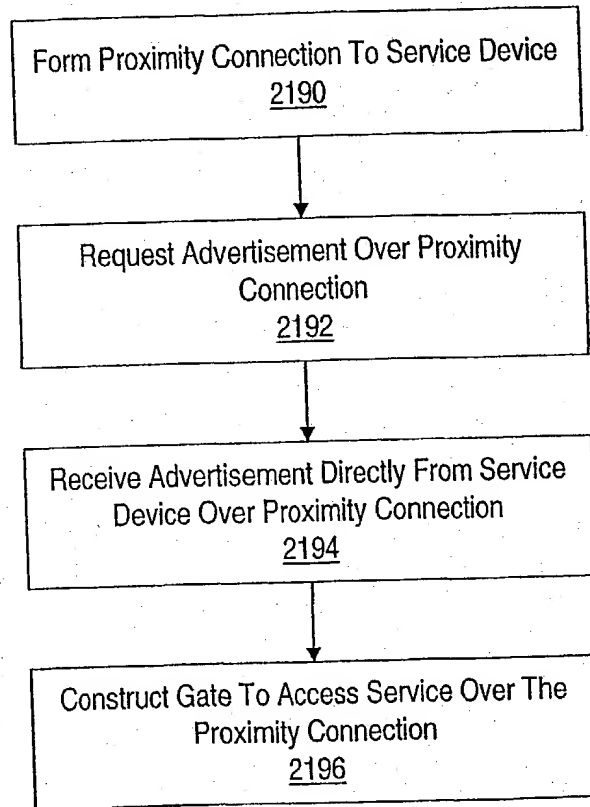 Form Proximity Connection To Service Device
2190
Request Advertisement Over Proximity
Connection
2192
Receive Advertisement Directly From Service
Device Over Proximity Connection
2194
Construct Gate To Access Service Over The
Proximity Connection
2196